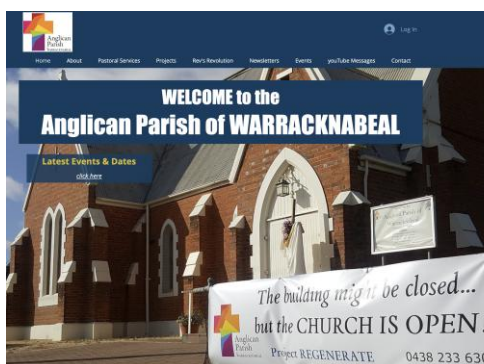 Anglican
Parish
Log In
Home About Pastoral Services Projects Rev's Revolution Newsletters Events youTube Messages Contact
WELCOME to the
Anglican Parish of WARRACKNABEAL
Latest Events & Dates
click here
The building might be closed...
but the CHURCH IS OPEN
Anglican
Parish
Project REGENERATE 0438 233 63